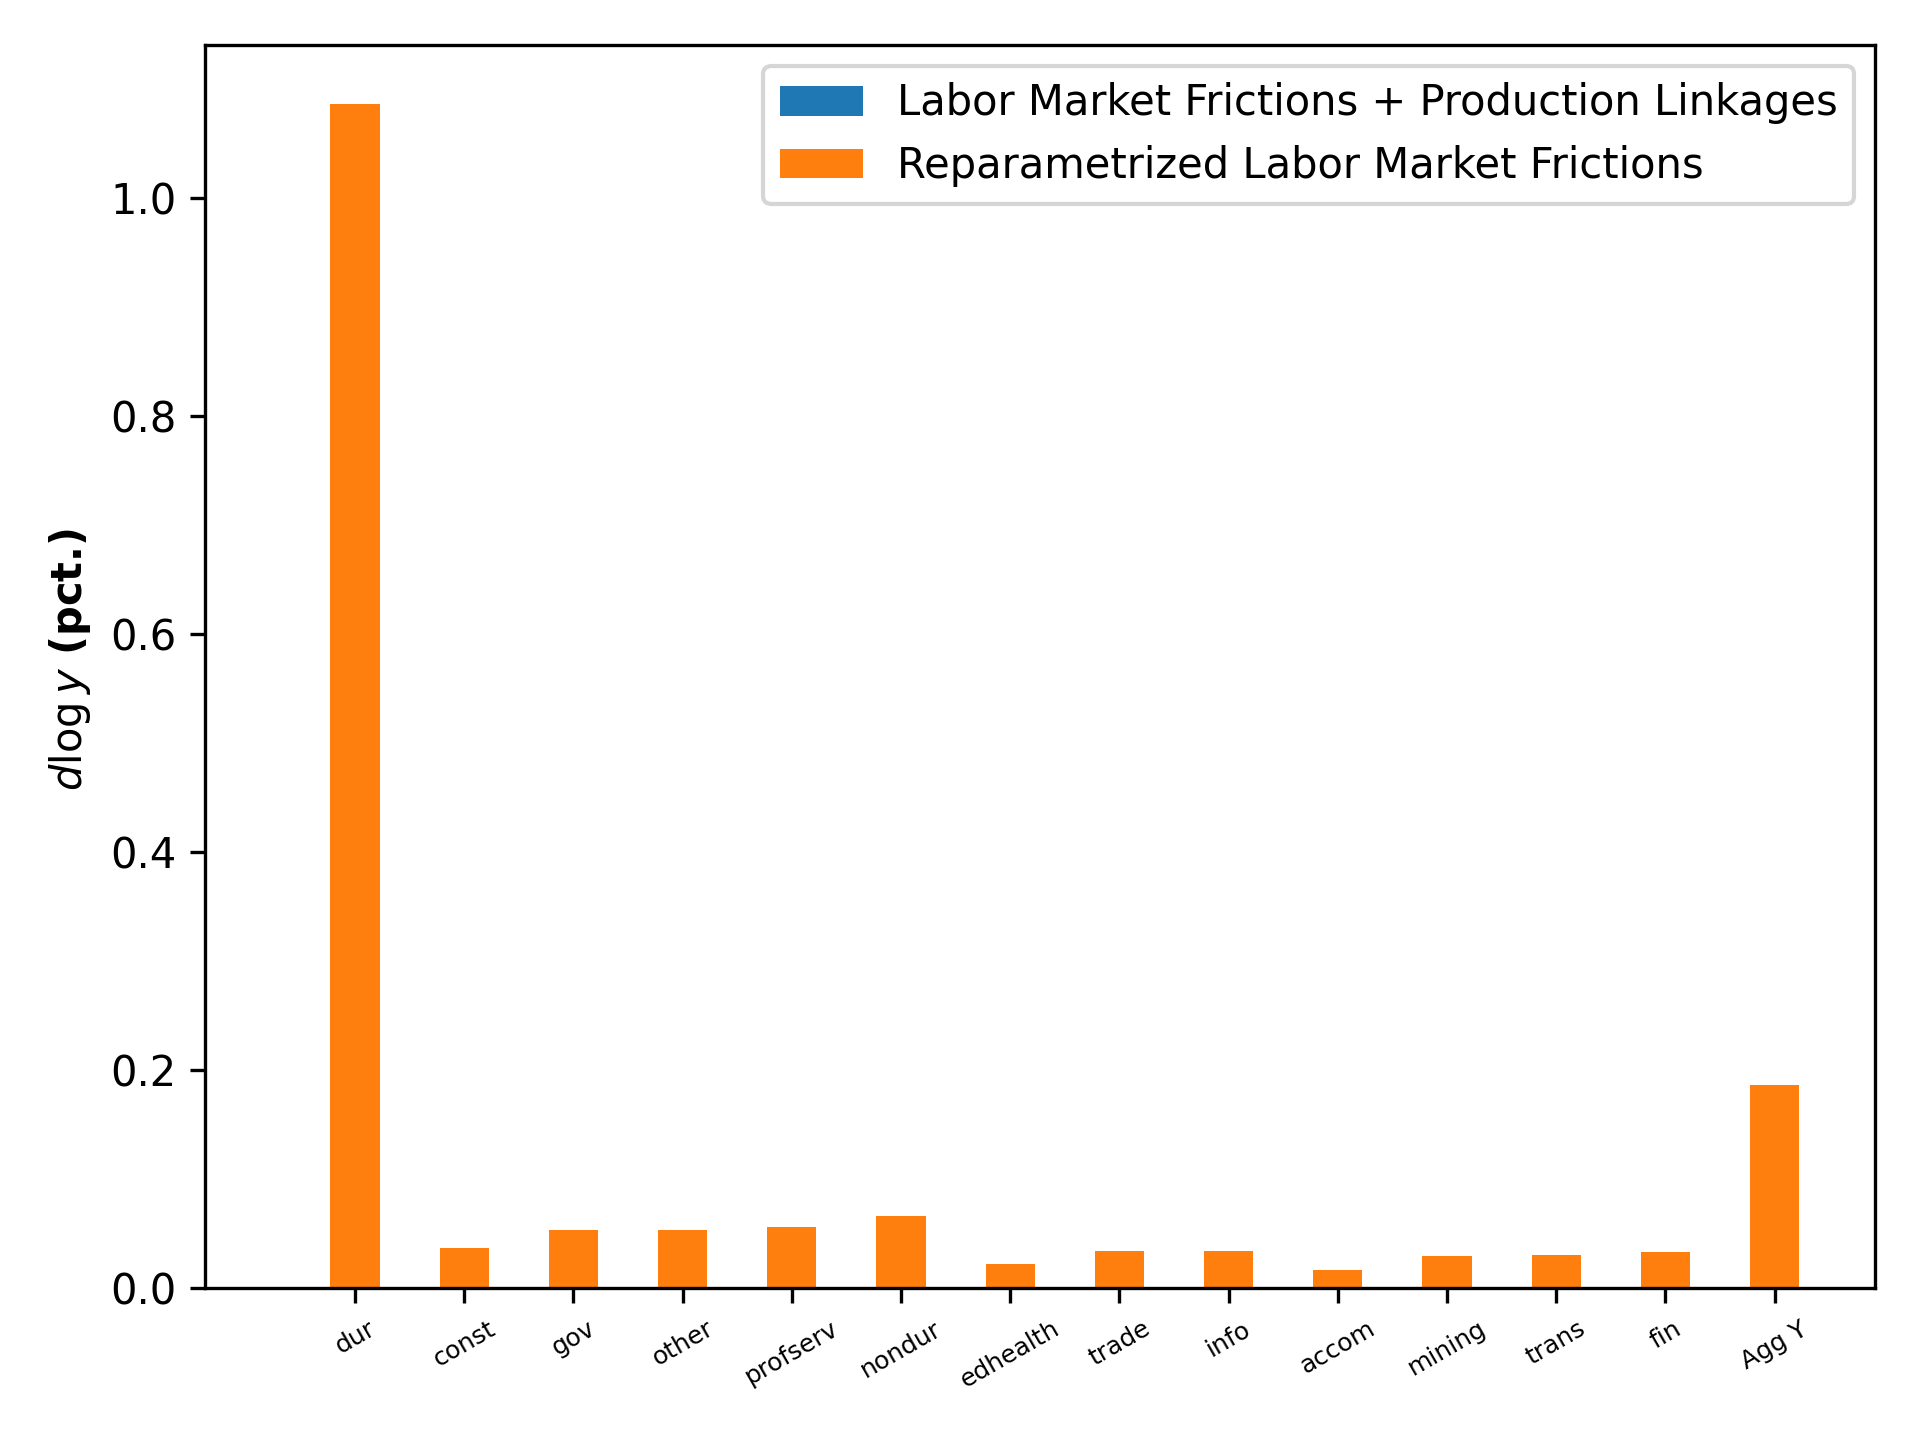 Labor Market Frictions + Production Linkages
Reparametrized Labor Market Frictions
d log y (pct.)
1.0
0.8
0.6
0.4
0.2
0.0
dur
const
gov
other
profserv
nondur
edhealth
trade
info
accom
mining
trans
fin
Agg Y